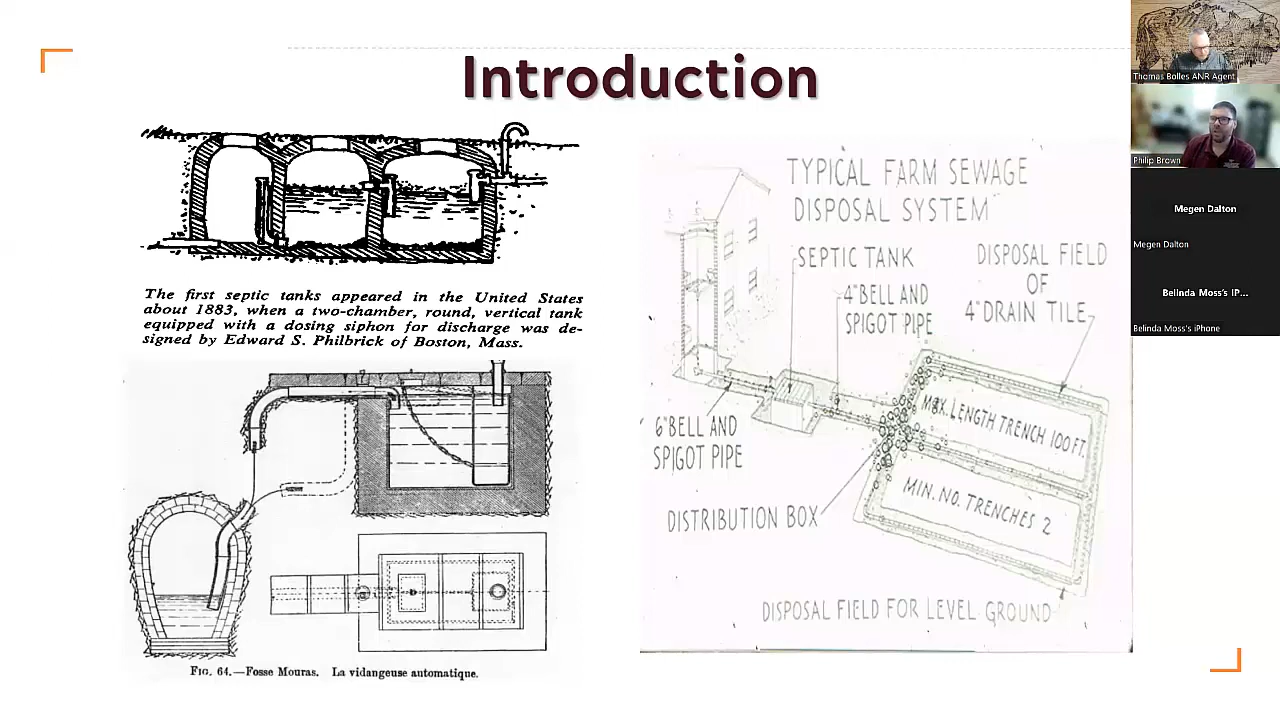 Introduction
The first septic tanks appeared in the United States
about 1883, when a two-chamber, round, vertical tank
equipped with a dosing siphon for discharge was de-
signed by Edward S. Philbrick of Boston, Mass.
FIG. 64.—Fosse Mouras. La vidangeuse automatique.
TYPICAL FARM SEWAGE
DISPOSAL SYSTEM
SEPTIC TANK
4" BELL AND
SPIGOT PIPE
DISPOSAL FIELD
OF
4" DRAIN TILE
6" BELL AND
SPIGOT PIPE
MAX. LENGTH TRENCH 100 FT.
MIN. NO. TRENCHES 2
DISTRIBUTION BOX
DISPOSAL FIELD FOR LEVEL GROUND
Thomas Bolles ANR Agent
Philip Brown
Megen Dalton
Megen Dalton
Belinda Moss's iP...
Belinda Moss's iPhone